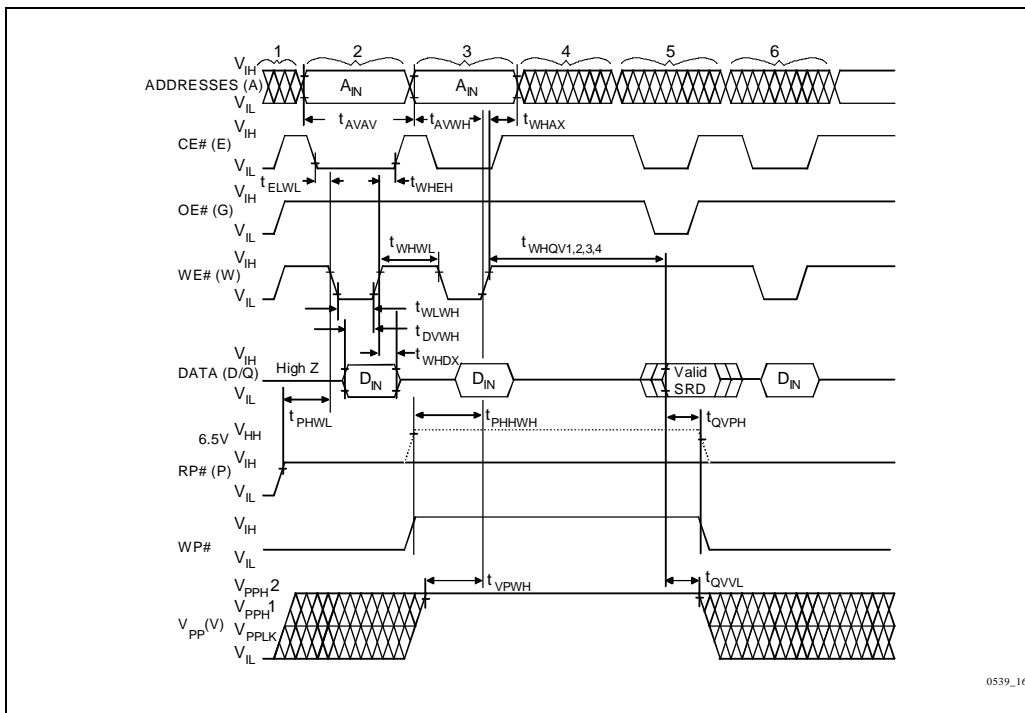 1 2 3 4 5 6
V_IH
ADDRESSES (A) A_IN A_IN
V_IL
t_AVAV t_AVWH t_WHAX
V_IH
CE# (E)
V_IL
t_ELWL t_WHEH
V_IH
OE# (G)
V_IL
t_WHWL t_WHQV1,2,3,4
V_IH
WE# (W)
V_IL
t_WLWH
t_DVWH
t_WHDX
V_IH High Z
DATA (D/Q) D_IN D_IN Valid SRD D_IN
V_IL
t_PHWL t_PHHWH t_QVPH
6.5V V_HH
V_IH
RP# (P)
V_IL
V_IH
WP#
V_IL
t_VPWH t_QVVL
V_PPH2
V_PPH1
V_PP(V) V_PPLK
V_IL
0539_16